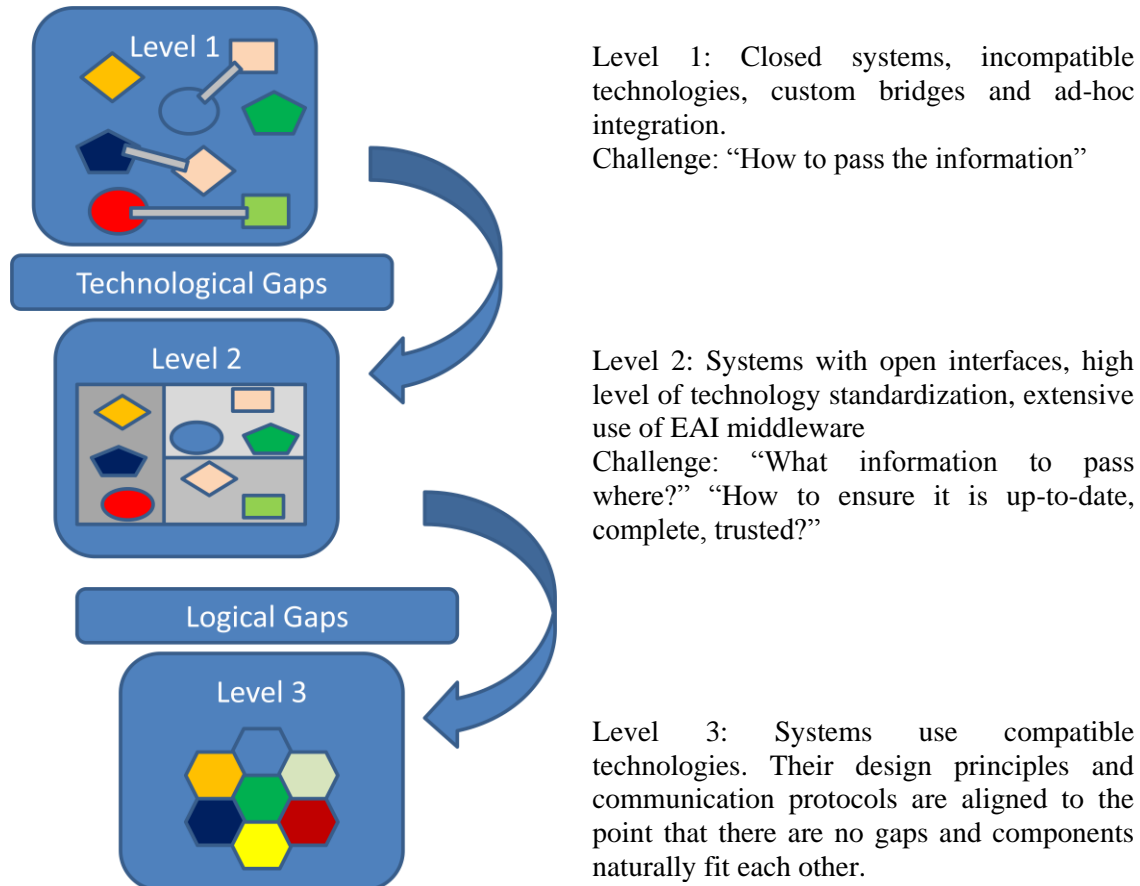 Level 1
Level 1: Closed systems, incompatible
technologies, custom bridges and ad-hoc
integration.
Challenge: “How to pass the information”
Technological Gaps
Level 2
Level 2: Systems with open interfaces, high
level of technology standardization, extensive
use of EAI middleware
Challenge: “What information to pass
where?” “How to ensure it is up-to-date,
complete, trusted?”
Logical Gaps
Level 3
Level 3: Systems use compatible
technologies. Their design principles and
communication protocols are aligned to the
point that there are no gaps and components
naturally fit each other.